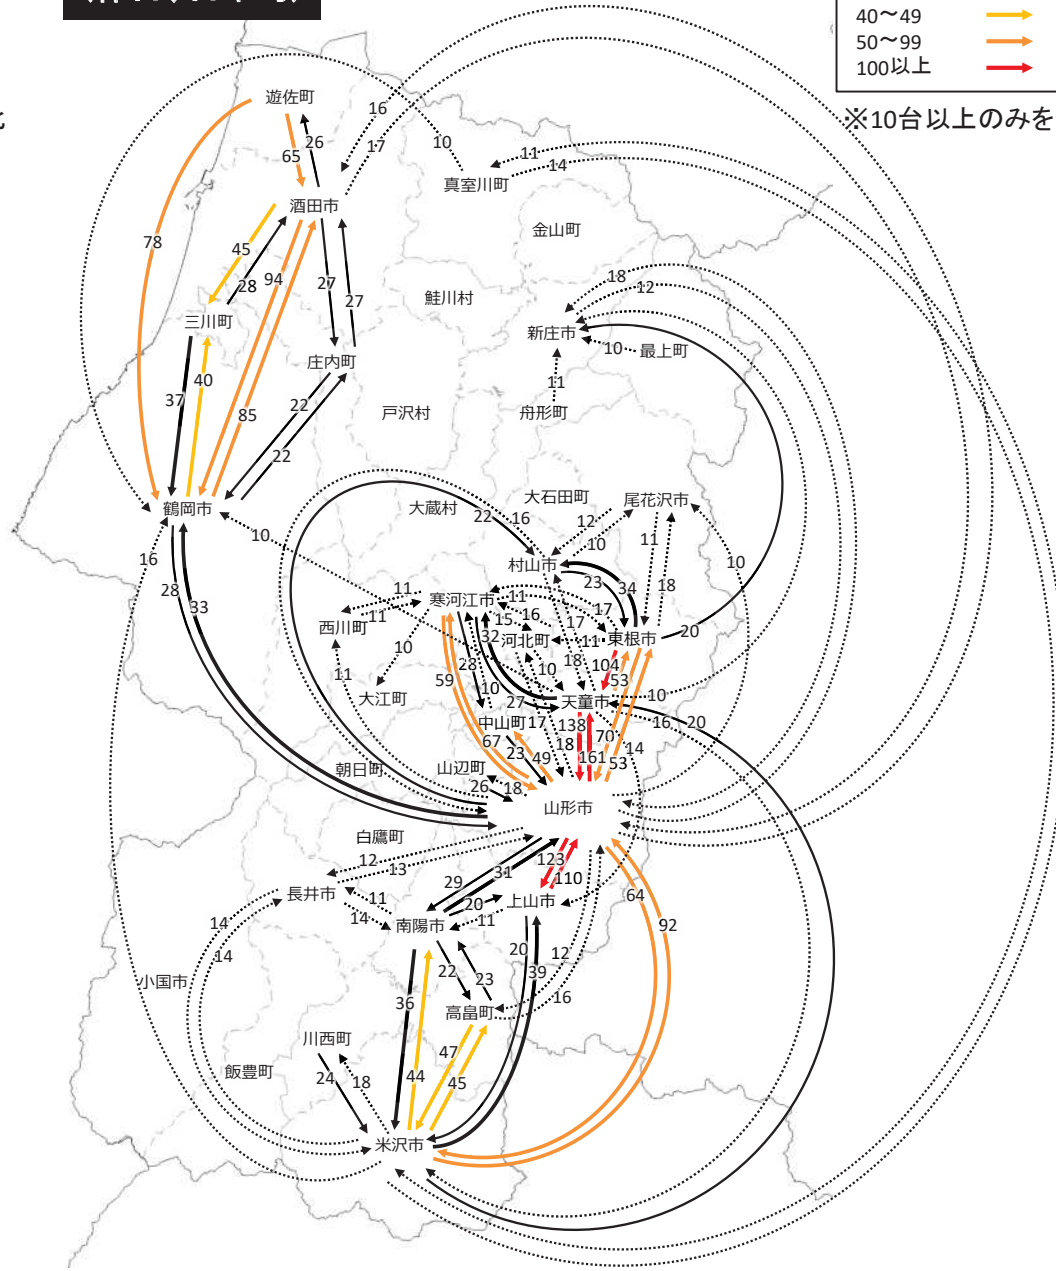 40～49
50～99
100以上
※10台以上のみを
遊佐町
16
17
10
26
65
11
14
真室川町
酒田市
金山町
78
45
94
28
27
27
18
12
鮭川村
三川町
新庄市
10
最上町
庄内町
40
37
11
22
85
戸沢村
舟形町
22
大石田町
尾花沢市
鶴岡市
大蔵村
22
16
12
10
11
10
16
10
村山市
28
33
23
34
18
11
11
寒河江市
11
17
15
16
17
西川町
河北町
11
東根市
20
32
10
28
18
104
11
59
10
53
大江町
10
27
天童市
10
中山町
17
138
16
20
67
23
49
18
70
14
朝日町
山辺町
161
53
26
18
山形市
白鷹町
12
13
123
31
110
29
64
長井市
11
20
上山市
14
14
南陽市
11
92
14
20
12
22
39
小国市
23
36
16
高畠町
川西町
47
飯豊町
24
18
44
45
米沢市